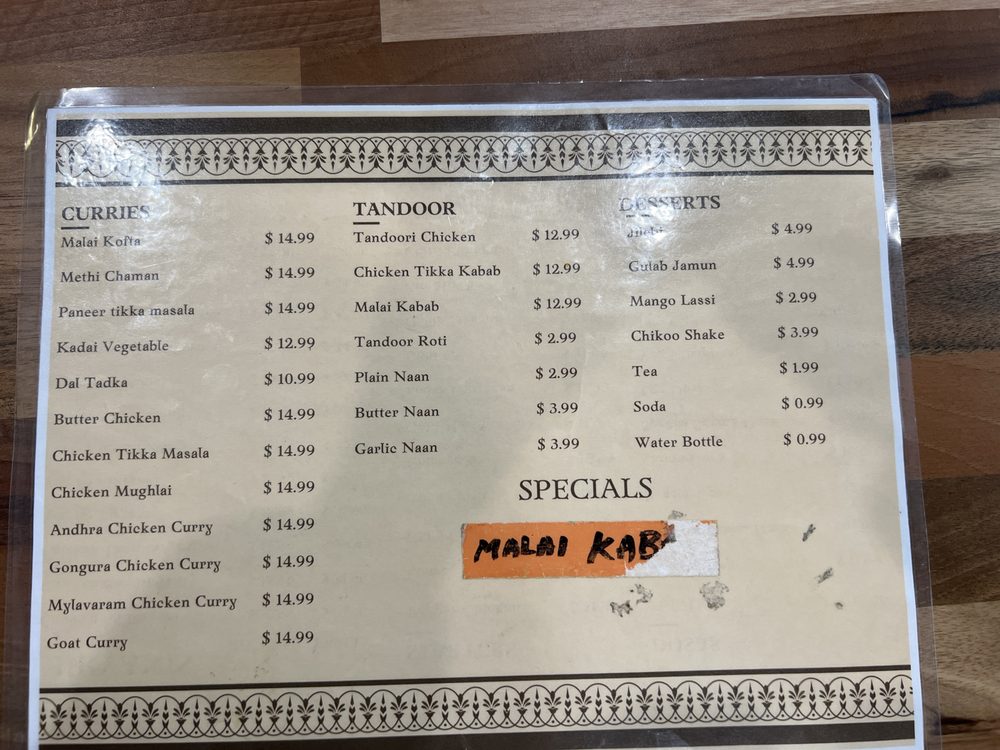 CURRIES
Malai Kofta $ 14.99
Methi Chaman $ 14.99
Paneer tikka masala $ 14.99
Kadai Vegetable $ 12.99
Dal Tadka $ 10.99
Butter Chicken $ 14.99
Chicken Tikka Masala $ 14.99
Chicken Mughlai $ 14.99
Andhra Chicken Curry $ 14.99
Gongura Chicken Curry $ 14.99
Mylavaram Chicken Curry $ 14.99
Goat Curry $ 14.99
TANDOOR
Tandoori Chicken $ 12.99
Chicken Tikka Kabab $ 12.99
Malai Kabab $ 12.99
Tandoor Roti $ 2.99
Plain Naan $ 2.99
Butter Naan $ 3.99
Garlic Naan $ 3.99
DESSERTS
$ 4.99
Gulab Jamun $ 4.99
Mango Lassi $ 2.99
Chikoo Shake $ 3.99
Tea $ 1.99
Soda $ 0.99
Water Bottle $ 0.99
SPECIALS
MALAI